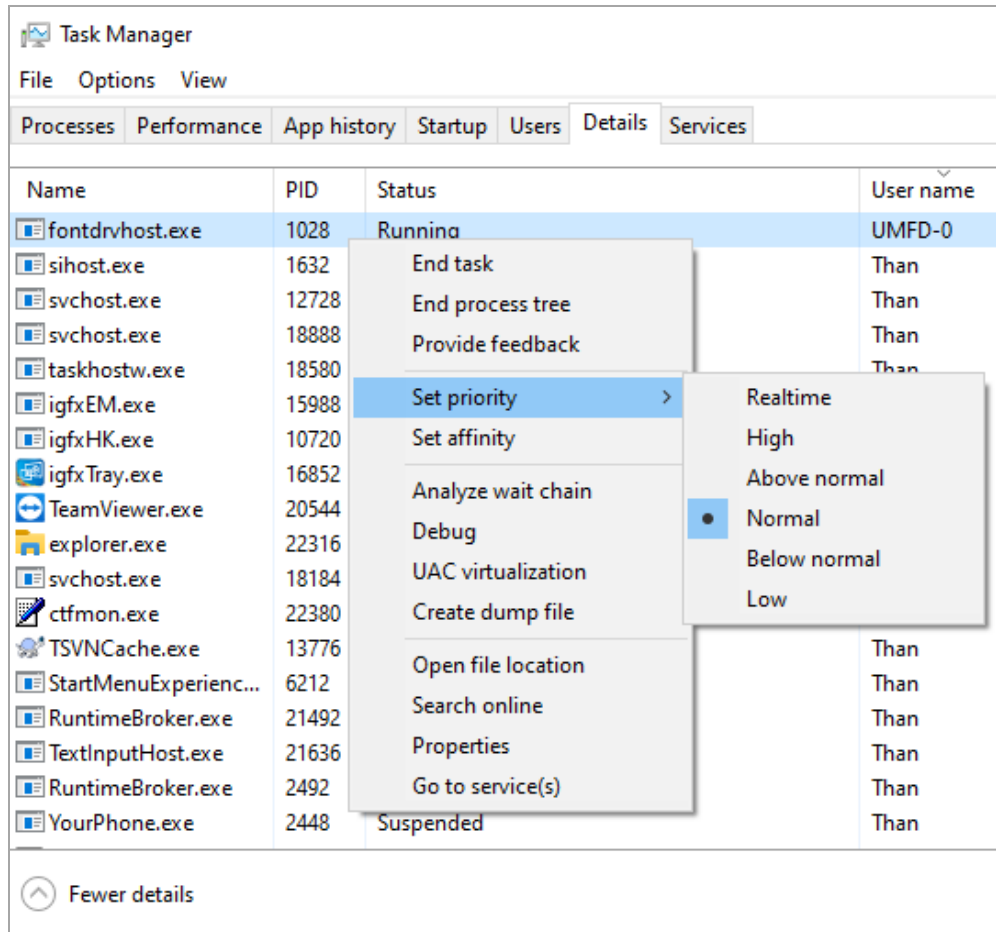 Task Manager
File Options View
Processes Performance App history Startup Users Details Services
Name PID Status User name
fontdrvhost.exe 1028 Running UMFD-0
sihost.exe 1632 Than
svchost.exe 12728 Than
svchost.exe 18888 Than
taskhostw.exe 18580 Than
igfxEM.exe 15988
igfxHK.exe 10720
igfxTray.exe 16852
TeamViewer.exe 20544
explorer.exe 22316
svchost.exe 18184
ctfmon.exe 22380
TSVNCache.exe 13776 Than
StartMenuExperienc... 6212 Than
RuntimeBroker.exe 21492 Than
TextInputHost.exe 21636 Than
RuntimeBroker.exe 2492 Than
YourPhone.exe 2448 Suspended Than
End task
End process tree
Provide feedback
Set priority
Set affinity
Analyze wait chain
Debug
UAC virtualization
Create dump file
Open file location
Search online
Properties
Go to service(s)
Realtime
High
Above normal
Normal
Below normal
Low
Fewer details